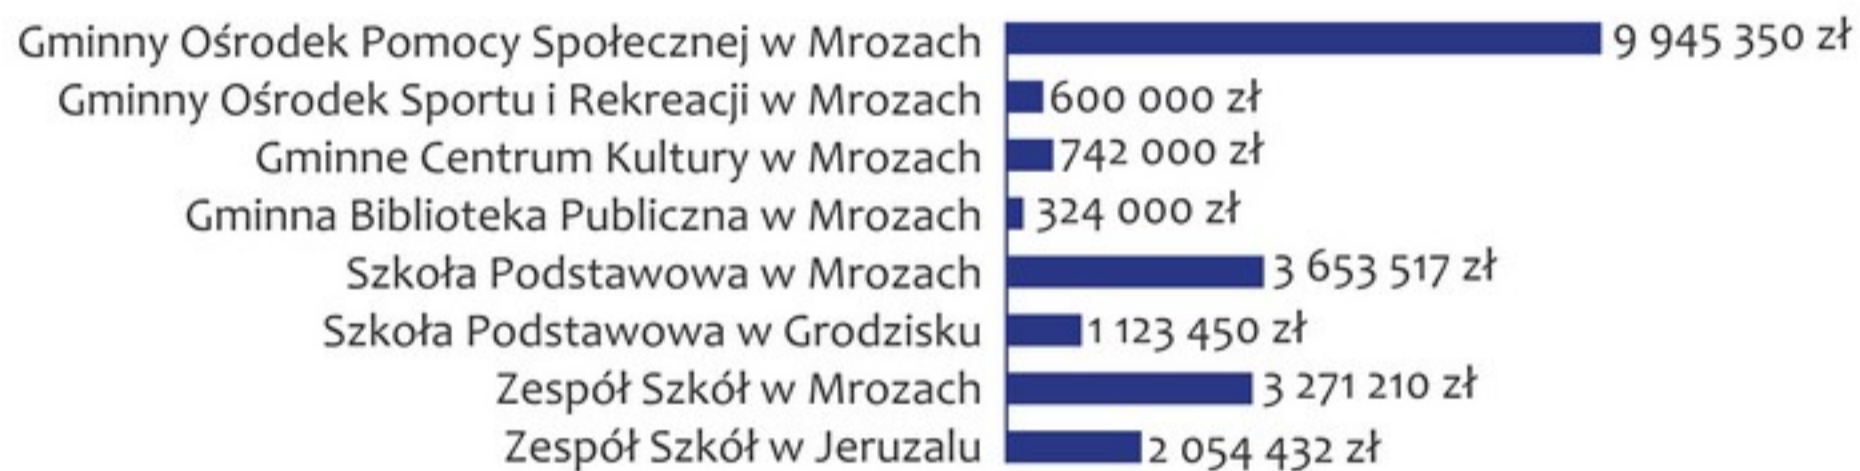 Gminny Ośrodek Pomocy Społecznej w Mrozach 9 945 350 zł
Gminny Ośrodek Sportu i Rekreacji w Mrozach 600 000 zł
Gminne Centrum Kultury w Mrozach 742 000 zł
Gminna Biblioteka Publiczna w Mrozach 324 000 zł
Szkoła Podstawowa w Mrozach 3 653 517 zł
Szkoła Podstawowa w Grodzisku 1 123 450 zł
Zespół Szkół w Mrozach 3 271 210 zł
Zespół Szkół w Jeruzalu 2 054 432 zł